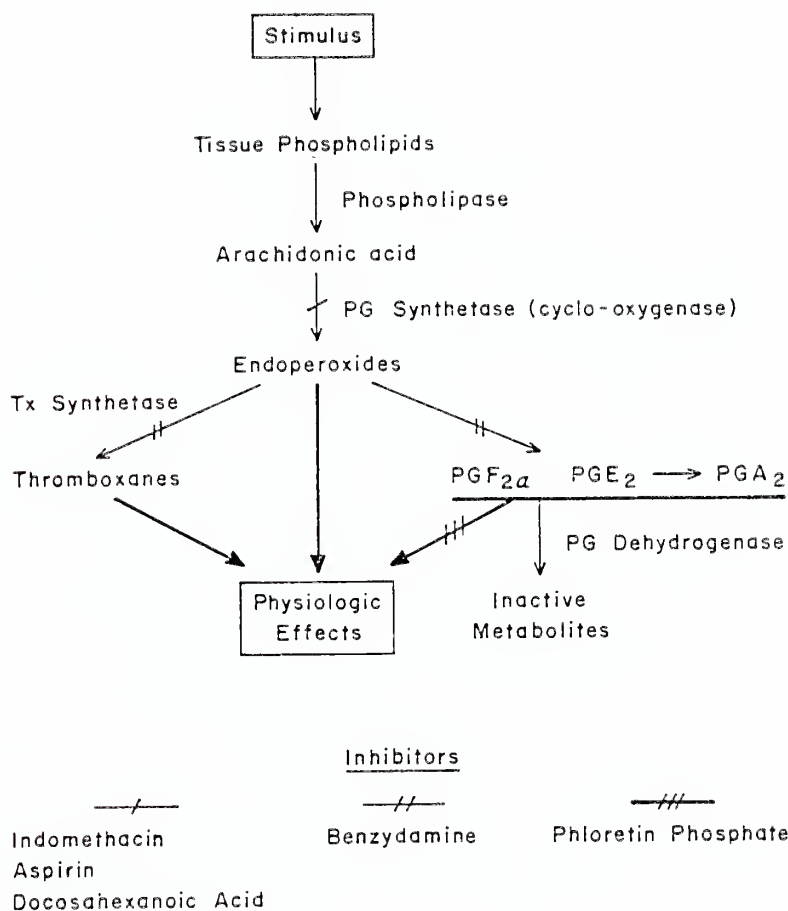 Stimulus
Tissue Phospholipids
Phospholipase
Arachidonic acid
PG Synthetase (cyclo-oxygenase)
Endoperoxides
Tx Synthetase
Thromboxanes
PGF2α PGE2 → PGA2
PG Dehydrogenase
Physiologic
Effects
Inactive
Metabolites
Inhibitors
Indomethacin
Aspirin
Docosahexanoic Acid
Benzydamine
Phloretin Phosphate